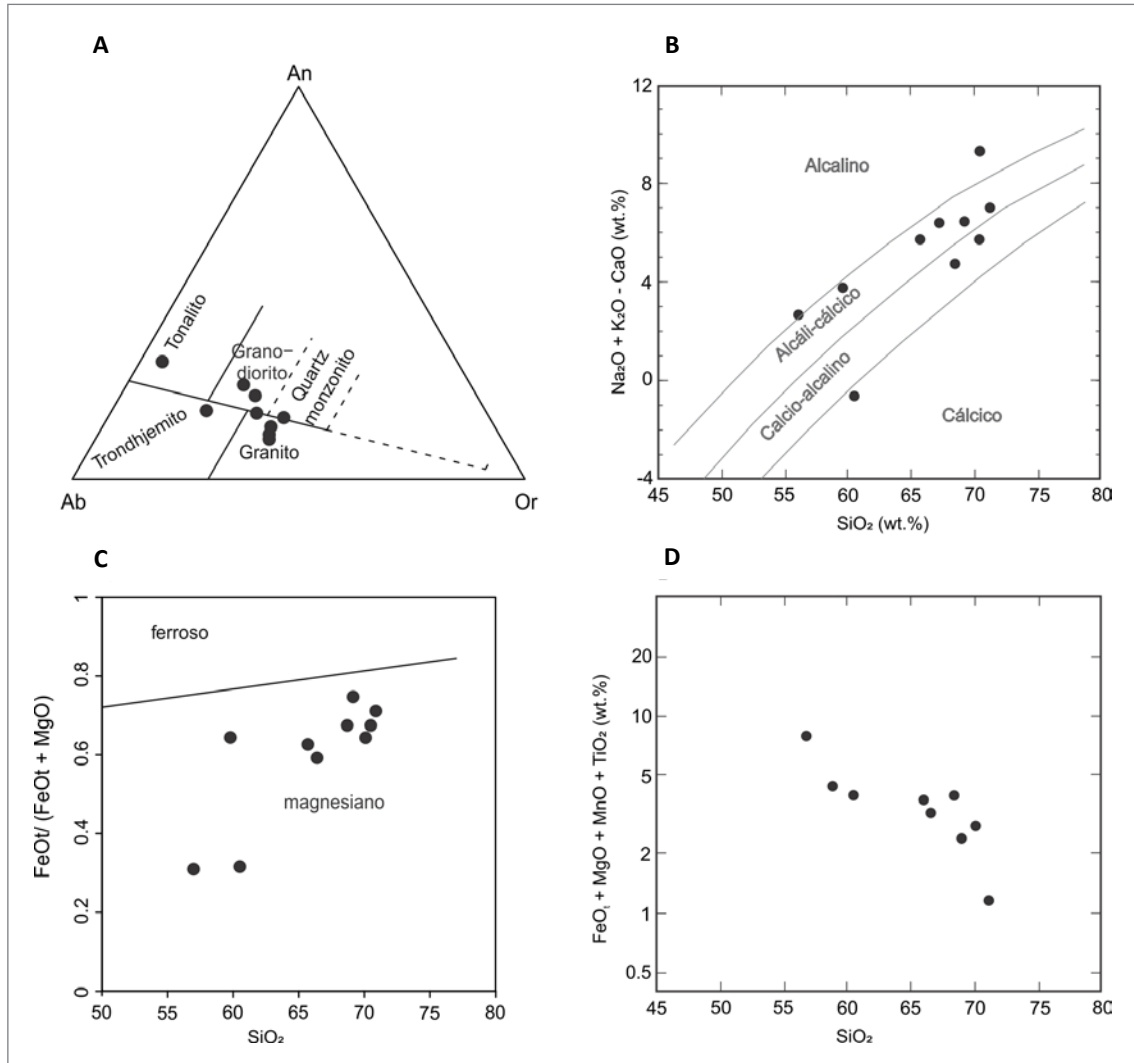 A
An
Tonalito
Grano-
diorito
Quartz
monzonito
Trondhjemito
Granito
Ab
Or
B
12
8
4
0
-4
Na₂O + K₂O - CaO (wt.%)
Alcalino
Alcáli-cálcico
Calcio-alcalino
Cálcico
45
50
55
60
65
70
75
80
SiO₂ (wt.%)
C
1
0.8
0.6
0.4
0.2
0
FeOt/ (FeOt + MgO)
ferroso
magnesiano
50
60
65
70
80
SiO₂
D
20
10
5
2
1
0.5
FeOₜ + MgO + MnO + TiO₂ (wt.%)
45
50
55
60
65
70
75
80
SiO₂